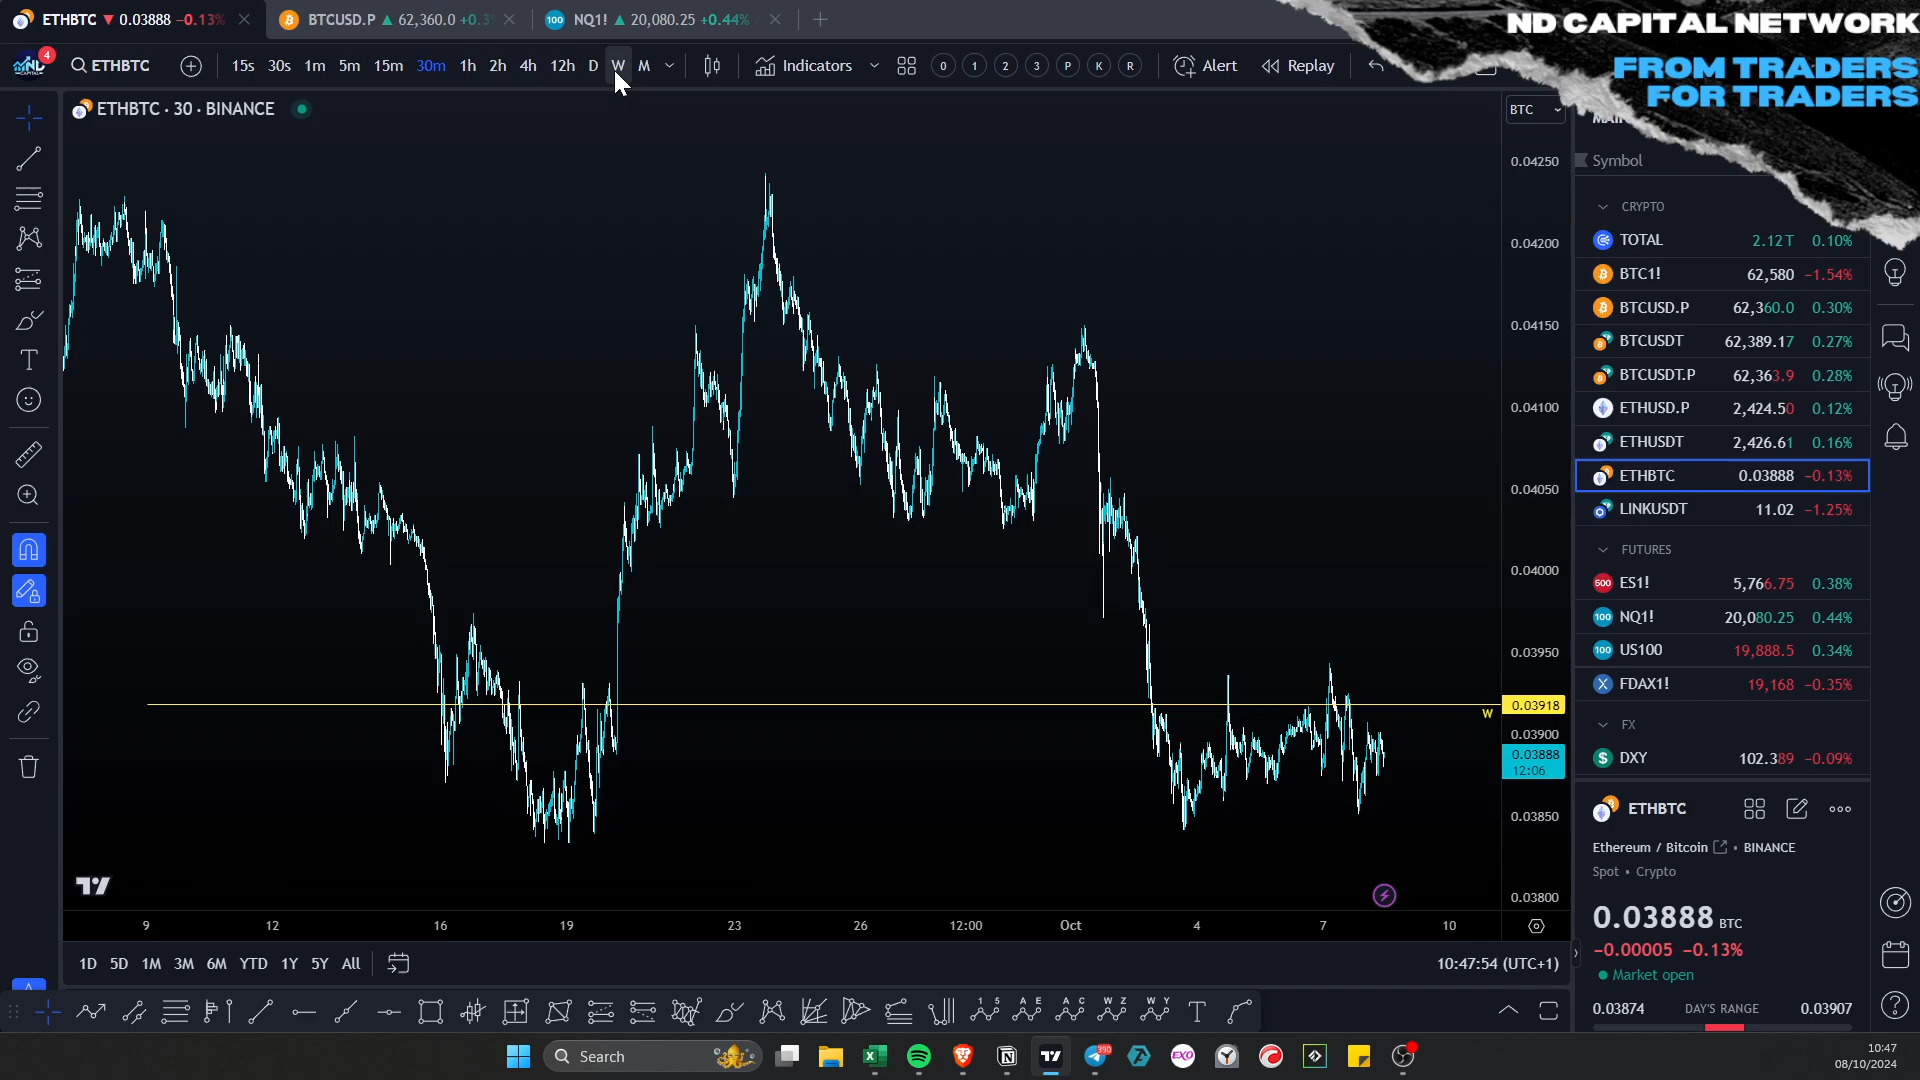 ETHBTC ▼ 0.03888 −0.13%
BTCUSD.P ▲ 62,360.0
NQ1! ▲ 20,080.25 +0.44%
ND CAPITAL NETWORK
FROM TRADERS
FOR TRADERS
4
ETHBTC
15s 30s 1m 5m 15m 30m 1h 2h 4h 12h D W M
Indicators
0 1 2 3 P K R
Alert
Replay
ETHBTC · 30 · BINANCE
BTC
Symbol
0.04250
0.04200
0.04150
0.04100
0.04050
0.04000
0.03950
0.03918
W
0.03900
0.03888
12:06
0.03850
0.03800
CRYPTO
TOTAL 2.12T 0.10%
BTC1! 62,580 −1.54%
BTCUSD.P 62,360.0 0.30%
BTCUSDT 62,389.17 0.27%
BTCUSDT.P 62,363.9 0.28%
ETHUSD.P 2,424.50 0.12%
ETHUSDT 2,426.61 0.16%
ETHBTC 0.03888 −0.13%
LINKUSDT 11.02 −1.25%
FUTURES
ES1! 5,766.75 0.38%
NQ1! 20,080.25 0.44%
US100 19,888.5 0.34%
FDAX1! 19,168 −0.35%
FX
DXY 102.389 −0.09%
ETHBTC
Ethereum / Bitcoin • BINANCE
Spot • Crypto
0.03888 BTC
−0.00005 −0.13%
Market open
0.03874 DAY'S RANGE 0.03907
9 12 16 19 23 26 12:00 Oct 4 7 10
1D 5D 1M 3M 6M YTD 1Y 5Y All
10:47:54 (UTC+1)
Search
390
EXO
10:47
08/10/2024